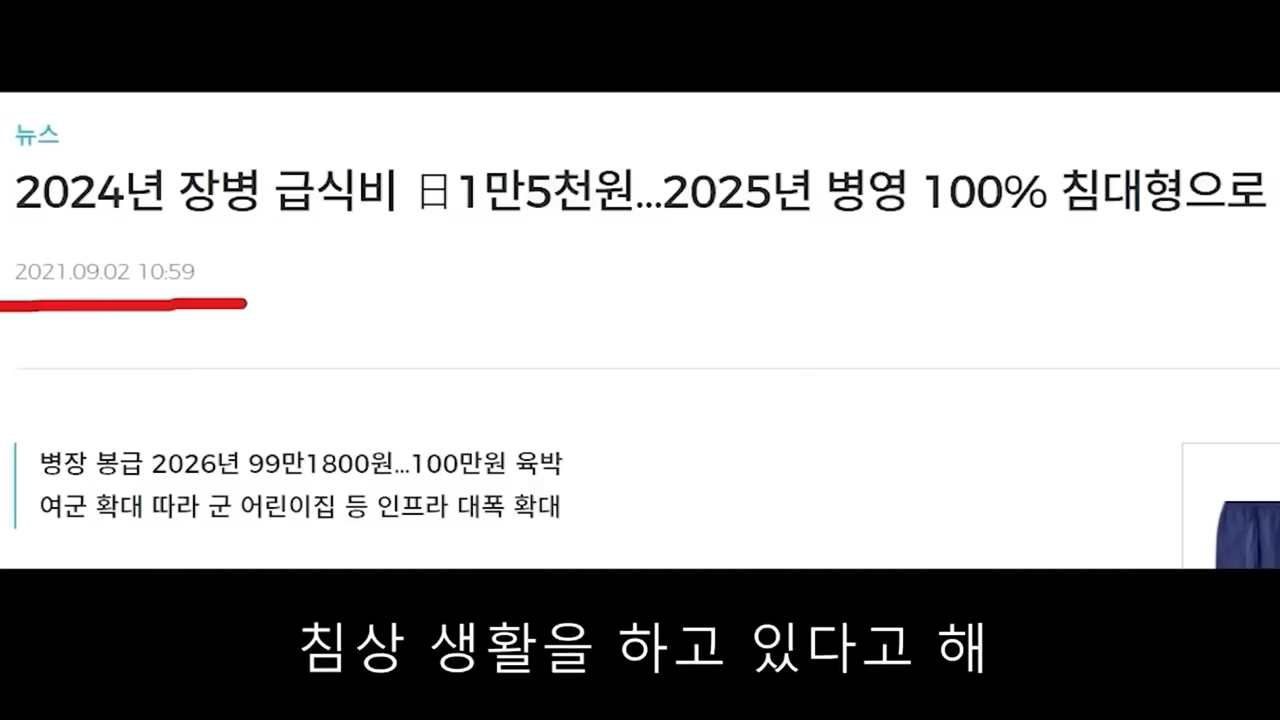 뉴스
2024년 장병 급식비 日1만5천원...2025년 병영 100% 침대형으로
2021.09.02 10:59
병장 봉급 2026년 99만1800원...100만원 육박
여군 확대 따라 군 어린이집 등 인프라 대폭 확대
침상 생활을 하고 있다고 해